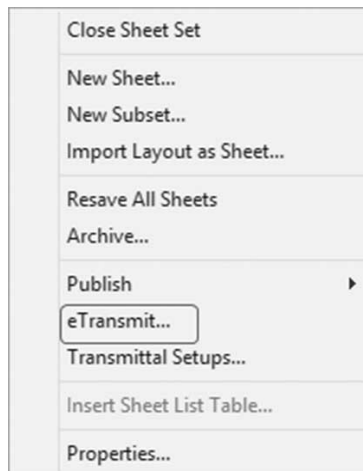 Close Sheet Set
New Sheet...
New Subset...
Import Layout as Sheet...
Resave All Sheets
Archive...
Publish
eTransmit...
Transmittal Setups...
Insert Sheet List Table...
Properties...